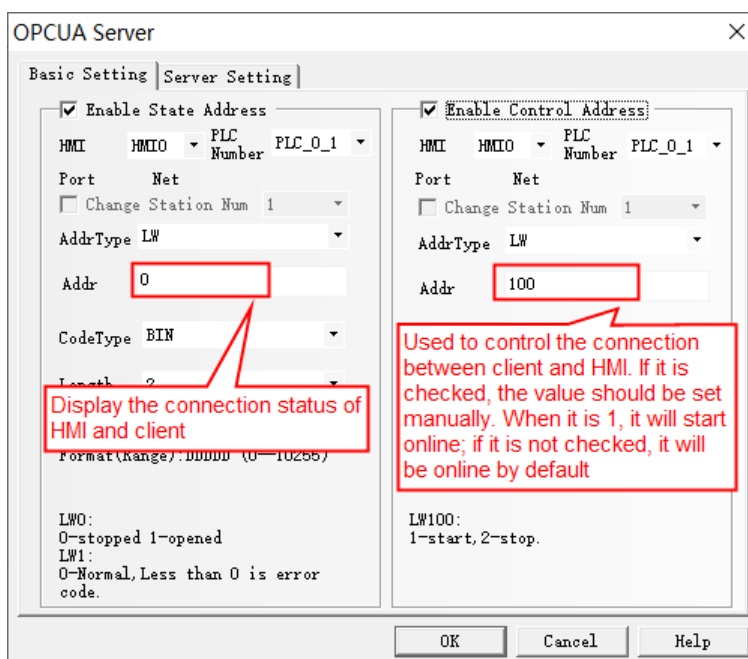 OPCUA Server
Basic Setting
Server Setting
Enable State Address
HMI HMI0 PLC Number PLC_0_1
Port Net
Change Station Num 1
AddrType LW
Addr 0
CodeType BIN
Length 2
Display the connection status of
HMI and client
Format(Range):DDDDD (0--10255)
LW0:
0-stopped 1-opened
LW1:
0-Normal,Less than 0 is error
code.
Enable Control Address
HMI HMI0 PLC Number PLC_0_1
Port Net
Change Station Num 1
AddrType LW
Addr 100
Used to control the connection
between client and HMI. If it is
checked, the value should be set
manually. When it is 1, it will start
online; if it is not checked, it will
be online by default
LW100:
1-start,2-stop.
OK Cancel Help